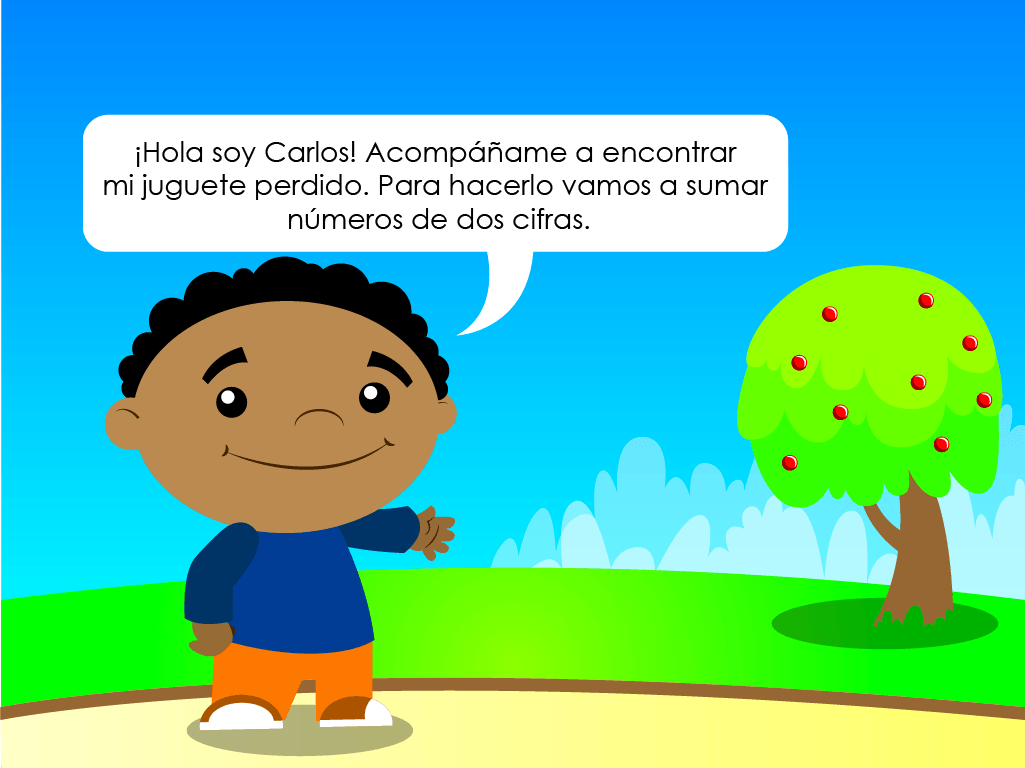 ¡Hola soy Carlos! Acompáñame a encontrar
mi juguete perdido. Para hacerlo vamos a sumar
números de dos cifras.